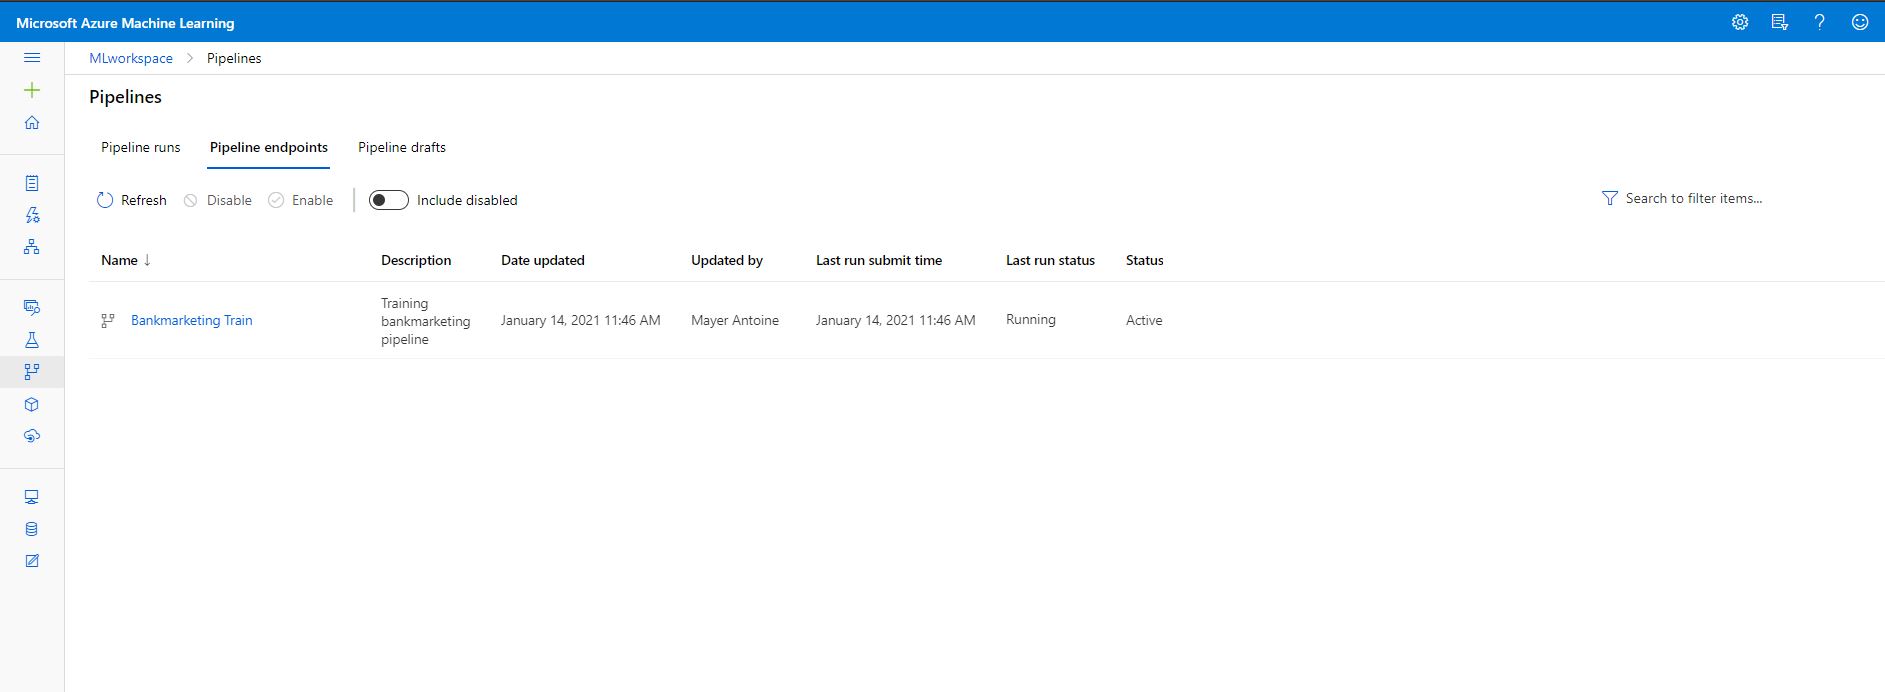 Microsoft Azure Machine Learning
MLworkspace > Pipelines
Pipelines
Pipeline runs Pipeline endpoints Pipeline drafts
Refresh Disable Enable Include disabled Search to filter items...
Name ↓ Description Date updated Updated by Last run submit time Last run status Status
Training
bankmarketing
pipeline
Bankmarketing Train January 14, 2021 11:46 AM Mayer Antoine January 14, 2021 11:46 AM Running Active